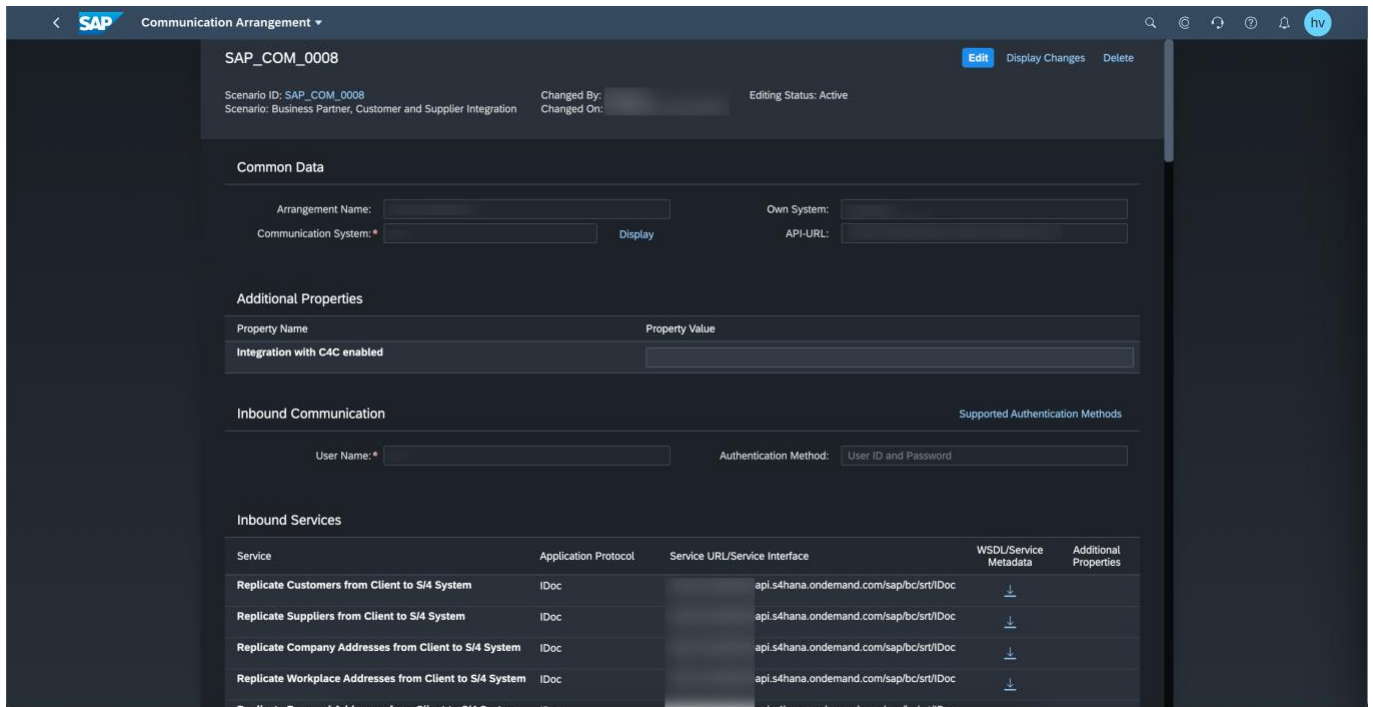 SAP Communication Arrangement hv
SAP_COM_0008 Edit Display Changes Delete
Scenario ID: SAP_COM_0008 Changed By: Editing Status: Active
Scenario: Business Partner, Customer and Supplier Integration Changed On:
Common Data
Arrangement Name: Own System:
Communication System:* Display API-URL:
Additional Properties
Property Name Property Value
Integration with C4C enabled
Inbound Communication Supported Authentication Methods
User Name:* Authentication Method: User ID and Password
Inbound Services
Service Application Protocol Service URL/Service Interface WSDL/Service Metadata Additional Properties
Replicate Customers from Client to S/4 System IDoc api.s4hana.ondemand.com/sap/bc/srt/IDoc
Replicate Suppliers from Client to S/4 System IDoc api.s4hana.ondemand.com/sap/bc/srt/IDoc
Replicate Company Addresses from Client to S/4 System IDoc api.s4hana.ondemand.com/sap/bc/srt/IDoc
Replicate Workplace Addresses from Client to S/4 System IDoc api.s4hana.ondemand.com/sap/bc/srt/IDoc